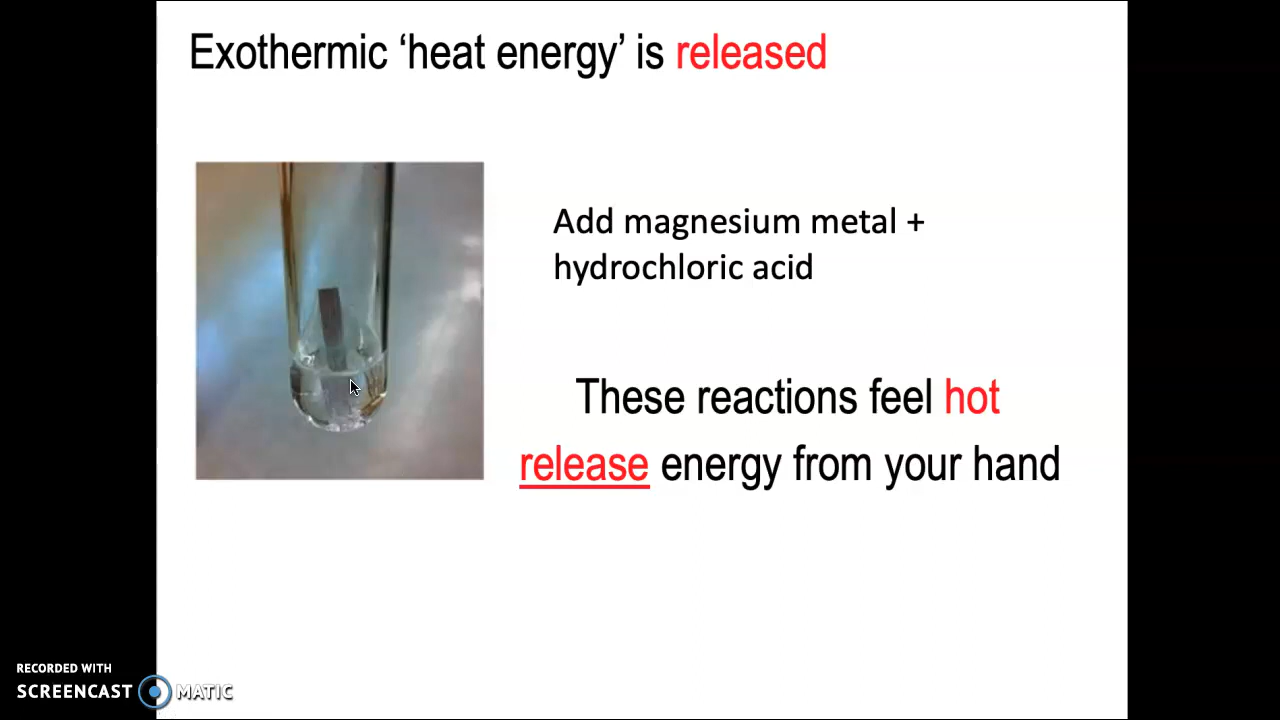 Exothermic ‘heat energy’ is released
Add magnesium metal +
hydrochloric acid
These reactions feel hot
release energy from your hand
RECORDED WITH
SCREENCAST MATIC